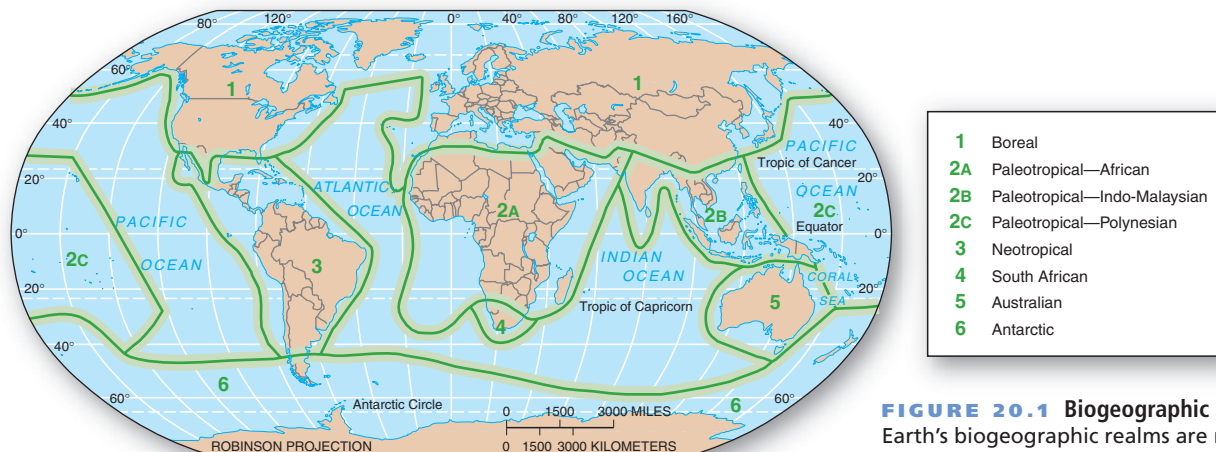 80° 120° 0° 40° 80° 120° 160°
60°
1 1
40° 40°
PACIFIC
Tropic of Cancer
20° ATLANTIC OCEAN 20°
PACIFIC 2A 2B OCEAN
2C
Equator
0° 0°
2C OCEAN 3 INDIAN
OCEAN CORAL
20° Tropic of Capricorn 5 SEA 20°
4
40° 40°
6
60° Antarctic Circle 6 60°
0 1500 3000 MILES
ROBINSON PROJECTION 0 1500 3000 KILOMETERS
1 Boreal
2A Paleotropical—African
2B Paleotropical—Indo-Malaysian
2C Paleotropical—Polynesian
3 Neotropical
4 South African
5 Australian
6 Antarctic
FIGURE 20.1 Biogeographic
Earth's biogeographic realms are